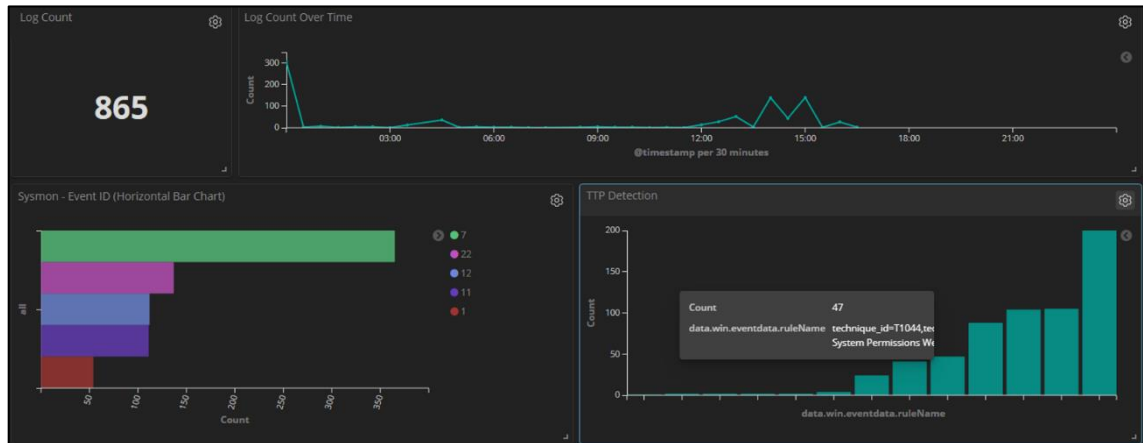 Log Count
865
Log Count Over Time
Count
300
200
100
0
03:00
06:00
09:00
12:00
15:00
18:00
21:00
@timestamp per 30 minutes
Sysmon - Event ID (Horizontal Bar Chart)
all
50
100
150
200
250
300
350
Count
7
22
12
11
1
TTP Detection
Count
200
150
100
50
0
Count 47
data.win.eventdata.ruleName technique_id=T1044,tec
System Permissions We
data.win.eventdata.ruleName